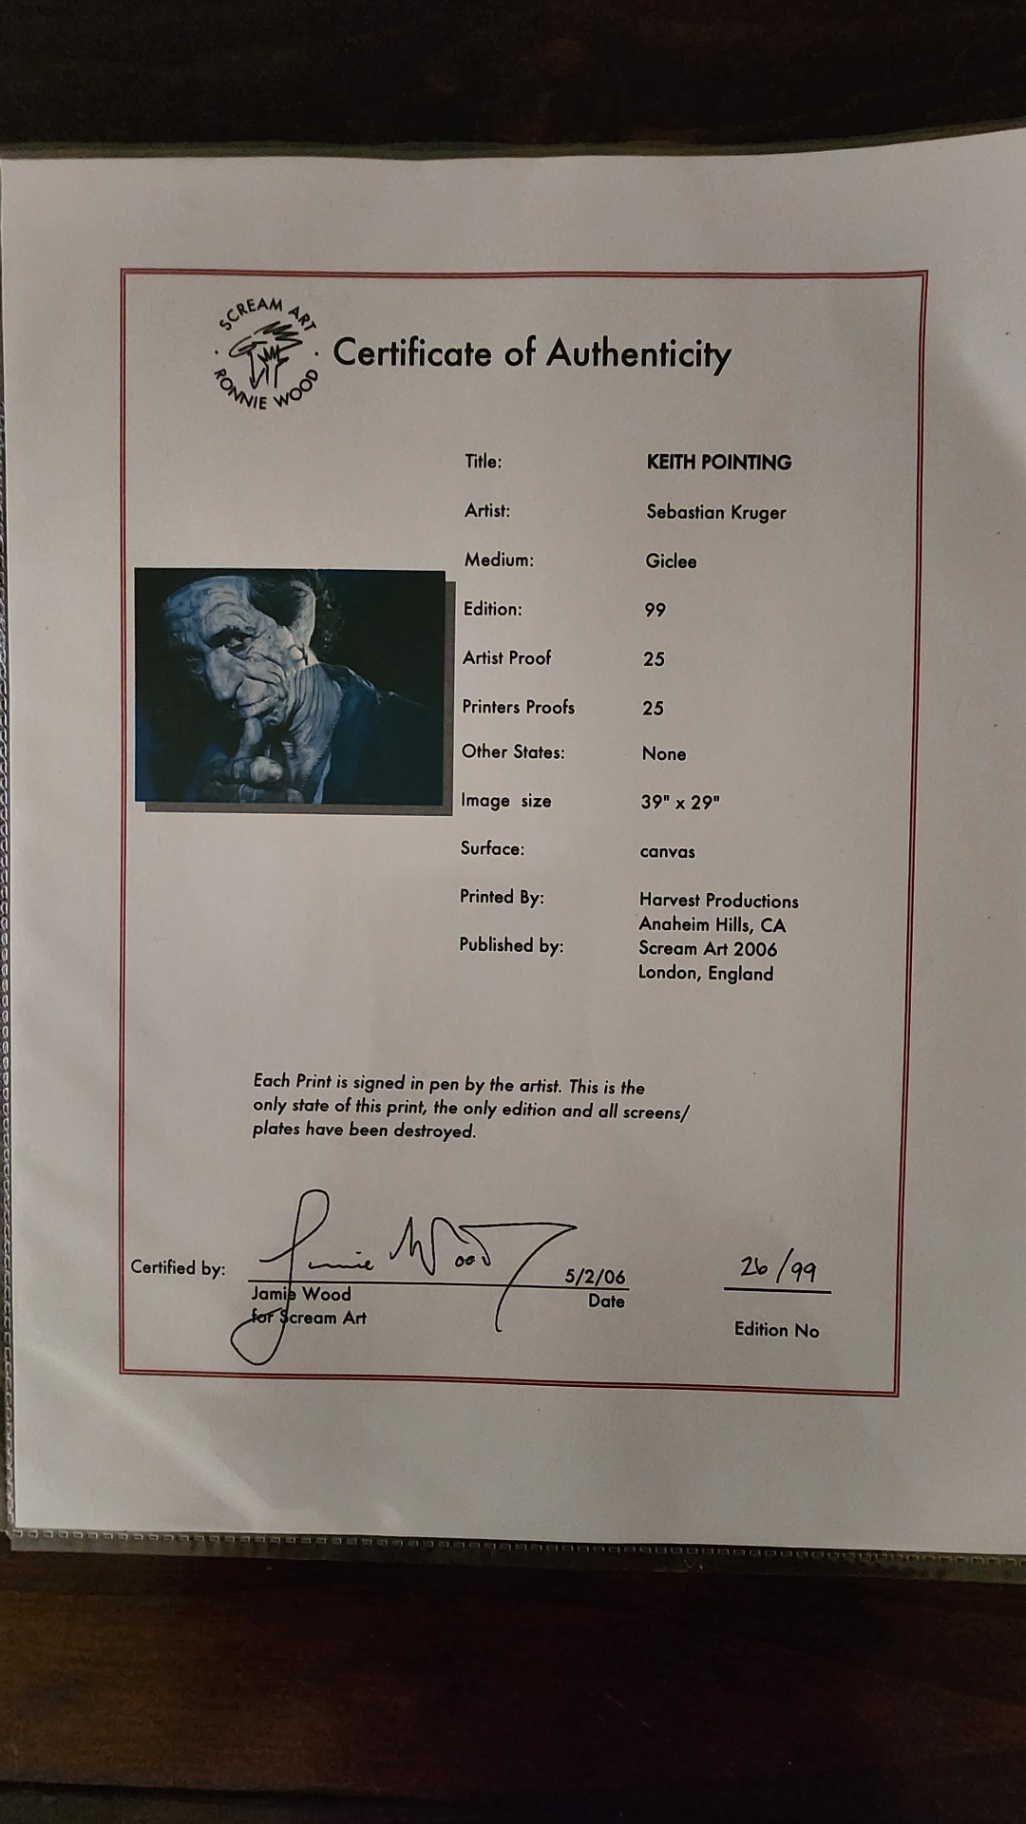 SCREAM ART
· RONNIE WOOD ·
Certificate of Authenticity
Title: KEITH POINTING
Artist: Sebastian Kruger
Medium: Giclee
Edition: 99
Artist Proof 25
Printers Proofs 25
Other States: None
Image size 39" x 29"
Surface: canvas
Printed By: Harvest Productions
Anaheim Hills, CA
Published by: Scream Art 2006
London, England
Each Print is signed in pen by the artist. This is the
only state of this print, the only edition and all screens/
plates have been destroyed.
Certified by: Jamie Wood 5/2/06 26/99
Jamie Wood Date
for Scream Art Edition No